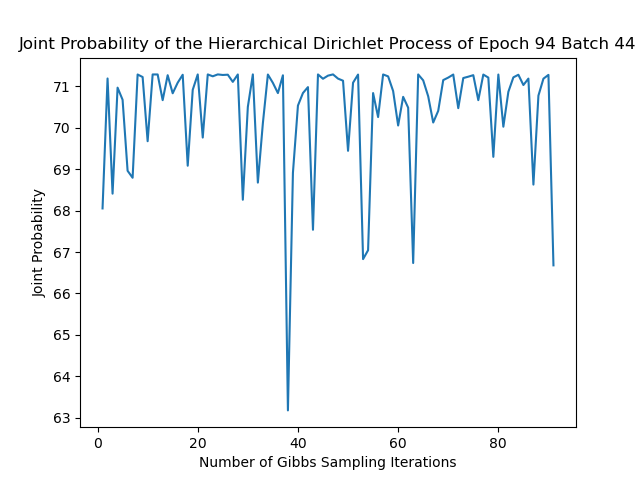 Joint Probability of the Hierarchical Dirichlet Process of Epoch 94 Batch 44
71
70
69
68
67
66
65
64
63
Joint Probability
0 20 40 60 80
Number of Gibbs Sampling Iterations